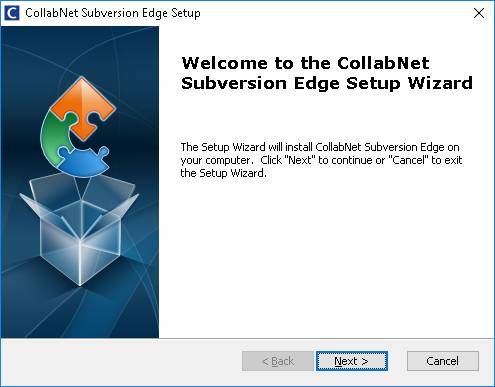 C CollabNet Subversion Edge Setup
Welcome to the CollabNet
Subversion Edge Setup Wizard
The Setup Wizard will install CollabNet Subversion Edge on
your computer.  Click "Next" to continue or "Cancel" to exit
the Setup Wizard.
< Back Next > Cancel